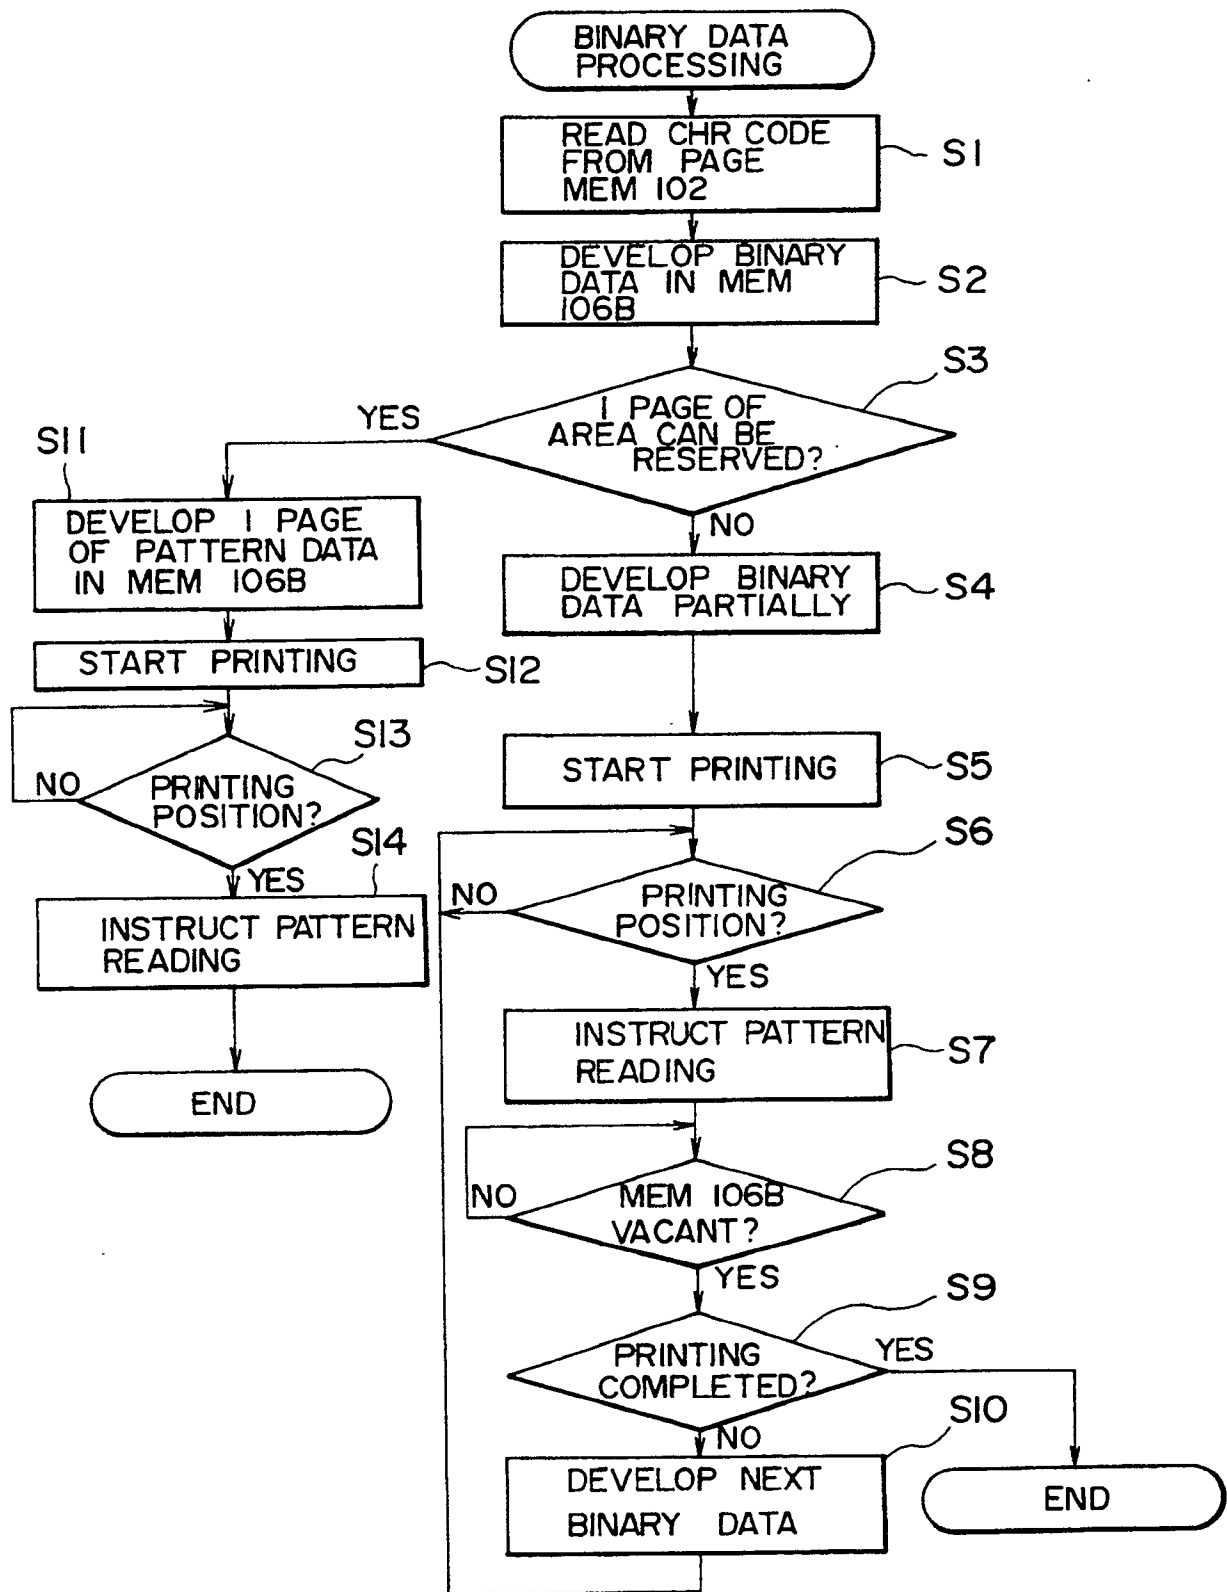 BINARY DATA
PROCESSING
READ CHR CODE
FROM PAGE
MEM 102
S1
DEVELOP BINARY
DATA IN MEM
106B
S2
S3
1 PAGE OF
AREA CAN BE
RESERVED?
YES
NO
S11
DEVELOP 1 PAGE
OF PATTERN DATA
IN MEM 106B
DEVELOP BINARY
DATA PARTIALLY
S4
START PRINTING
S12
S13
NO
PRINTING
POSITION?
YES
START PRINTING
S5
S14
INSTRUCT PATTERN
READING
END
S6
NO
PRINTING
POSITION?
YES
INSTRUCT PATTERN
READING
S7
S8
NO
MEM 106B
VACANT?
YES
S9
PRINTING
COMPLETED?
YES
NO
S10
DEVELOP NEXT
BINARY DATA
END